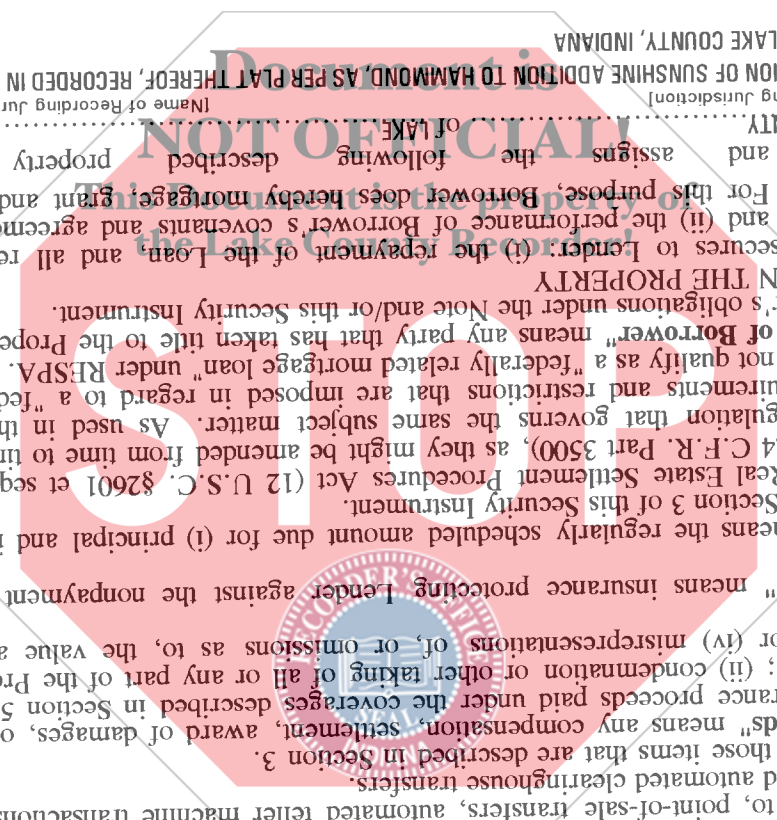 Document is
NOT OFFICIAL!
This Document is the property of
the Lake County Recorder!
STOP
RECORDER'S OFFICE
SEAL
INDIANA
to, point-of-sale transfers, automated teller machine transactions
d automated clearinghouse transfers.
those items that are described in Section 3.
ds" means any compensation, settlement, award of damages, o
rance proceeds paid under the coverages described in Section 5
; (ii) condemnation or other taking of all or any part of the Pro
or (iv) misrepresentations of, or omissions as to, the value a
" means insurance protecting Lender against the nonpayment
means the regularly scheduled amount due for (i) principal and i
Section 3 of this Security Instrument.
Real Estate Settlement Procedures Act (12 U.S.C. §2601 et seq
4 C.F.R. Part 3500), as they might be amended from time to tim
gulation that governs the same subject matter. As used in th
uirements and restrictions that are imposed in regard to a "fed
not qualify as a "federally related mortgage loan" under RESPA.
of Borrower" means any party that has taken title to the Prope
r's obligations under the Note and/or this Security Instrument.
N THE PROPERTY
secures to Lender: (i) the repayment of the Loan, and all re
and (ii) the performance of Borrower's covenants and agreeme
For this purpose, Borrower does hereby mortgage, grant and
and assigns the following described property
TY of LAKE
ng Jurisdiction] [Name of Recording Jur
ION OF SUNSHINE ADDITION TO HAMMOND, AS PER PLAT THEREOF, RECORDED IN
LAKE COUNTY, INDIANA